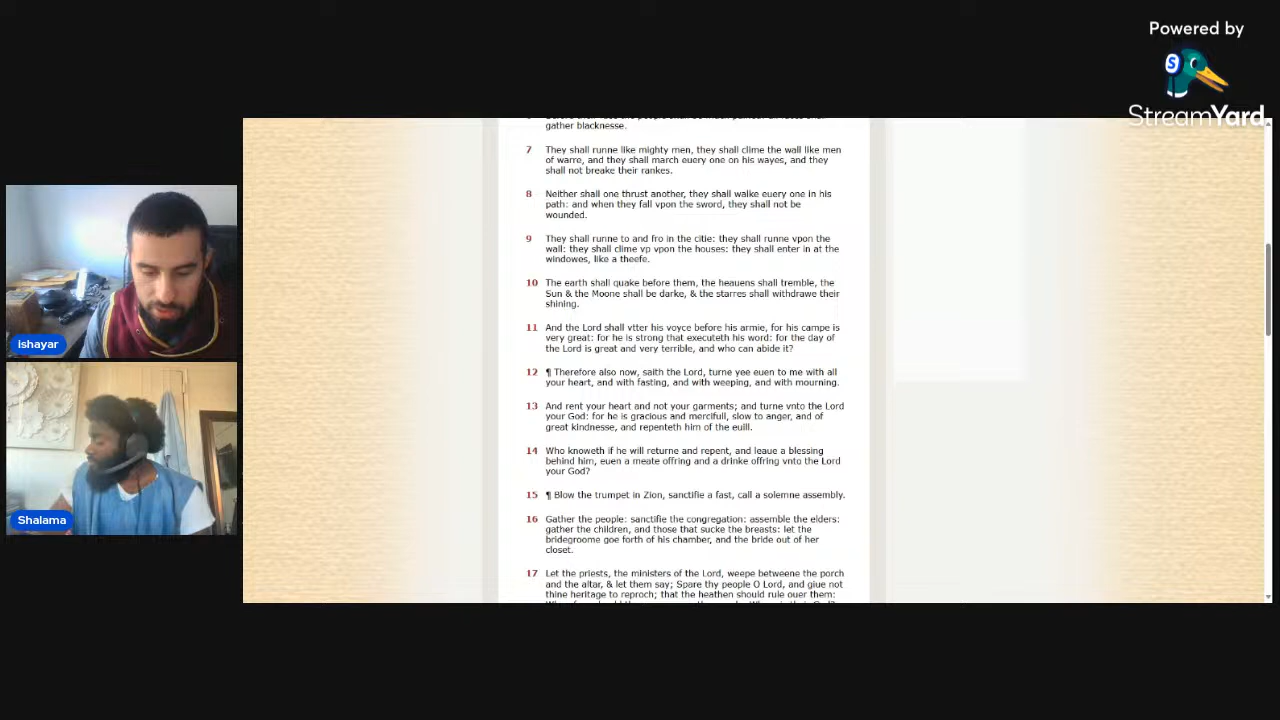 Powered by
StreamYard
gather blacknesse.
7 They shall runne like mighty men, they shall clime the wall like men
of warre, and they shall march euery one on his wayes, and they
shall not breake their rankes.
8 Neither shall one thrust another, they shall walke euery one in his
path: and when they fall vpon the sword, they shall not be
wounded.
9 They shall runne to and fro in the citie: they shall runne vpon the
wall: they shall clime vp vpon the houses: they shall enter in at the
windowes, like a theefe.
10 The earth shall quake before them, the heauens shall tremble, the
Sun & the Moone shall be darke, & the starres shall withdrawe their
shining.
11 And the Lord shall vtter his voyce before his armie, for his campe is
very great: for he is strong that executeth his word: for the day of
the Lord is great and very terrible, and who can abide it?
12 ¶ Therefore also now, saith the Lord, turne yee euen to me with all
your heart, and with fasting, and with weeping, and with mourning.
13 And rent your heart and not your garments; and turne vnto the Lord
your God: for he is gracious and mercifull, slow to anger, and of
great kindnesse, and repenteth him of the euill.
14 Who knoweth if he will returne and repent, and leaue a blessing
behind him, euen a meate offring and a drinke offring vnto the Lord
your God?
15 ¶ Blow the trumpet in Zion, sanctifie a fast, call a solemne assembly.
16 Gather the people: sanctifie the congregation: assemble the elders:
gather the children, and those that sucke the breasts: let the
bridegroome goe forth of his chamber, and the bride out of her
closet.
17 Let the priests, the ministers of the Lord, weepe betweene the porch
and the altar, & let them say; Spare thy people O Lord, and giue not
thine heritage to reproch; that the heathen should rule ouer them:
ishayar
Shalama